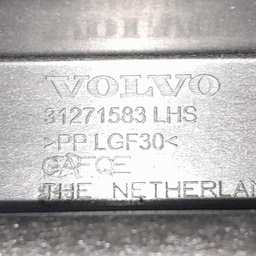 VOLVO
31271583 LHS
>PP LGF30<
THE NETHERLAN